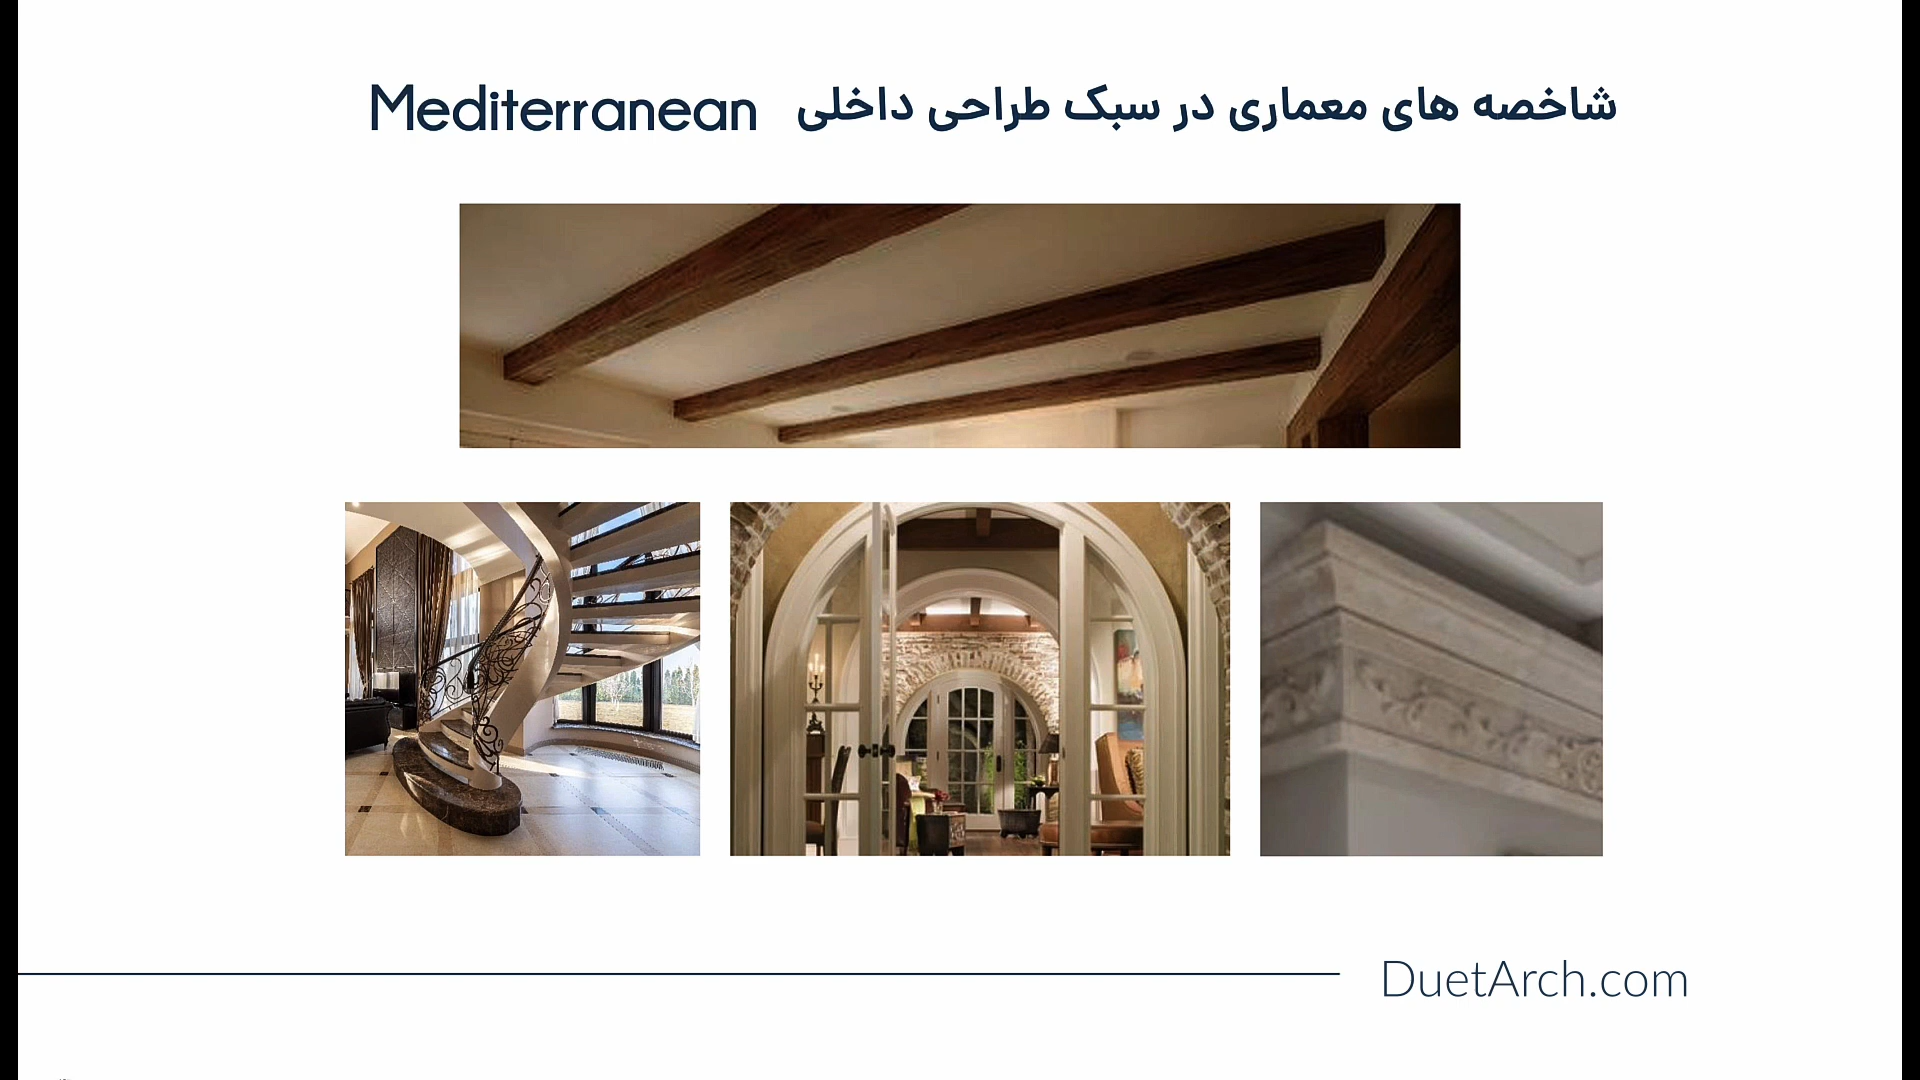 شاخصه های معماری در سبک طراحی داخلی Mediterranean
DuetArch.com